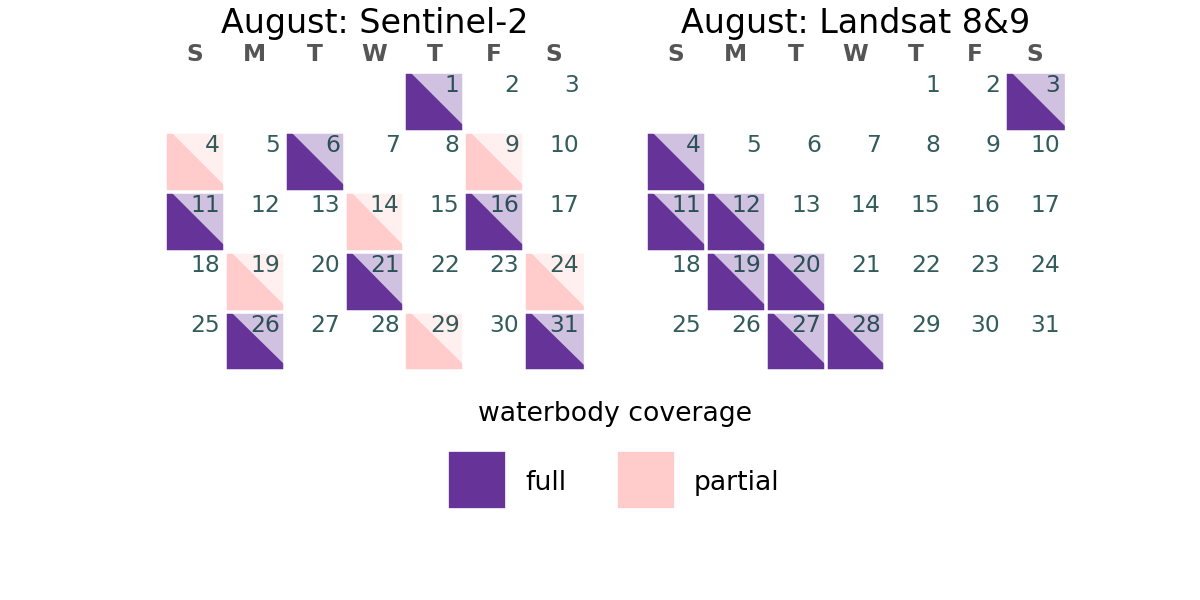 August: Sentinel-2
S M T W T F S
1 2 3
4 5 6 7 8 9 10
11 12 13 14 15 16 17
18 19 20 21 22 23 24
25 26 27 28 29 30 31
August: Landsat 8&9
S M T W T F S
1 2 3
4 5 6 7 8 9 10
11 12 13 14 15 16 17
18 19 20 21 22 23 24
25 26 27 28 29 30 31
waterbody coverage
full
partial